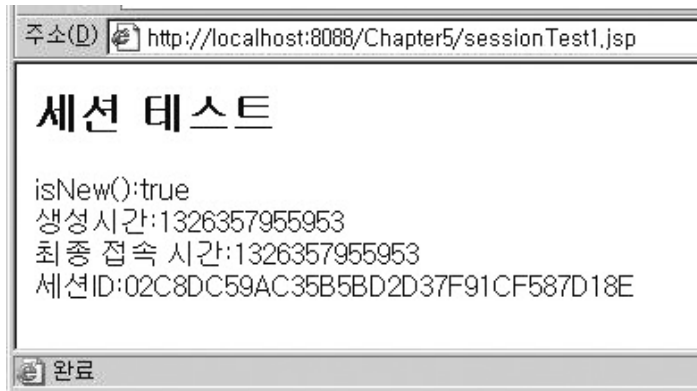 주소(D) http://localhost:8088/Chapter5/sessionTest1.jsp
세션 테스트
isNew():true
생성시간:1326357955953
최종 접속 시간:1326357955953
세션ID:02C8DC59AC35B5BD2D37F91CF587D18E
완료